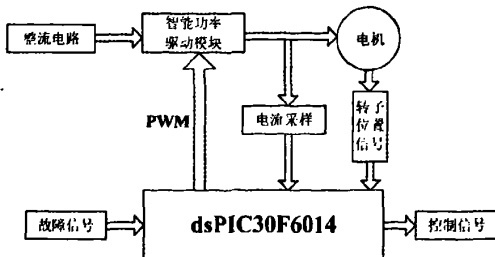 整流电路
智能功率
驱动模块
电机
PWM
电流采样
转子
位置
信号
故障信号
dsPIC30F6014
控制信号